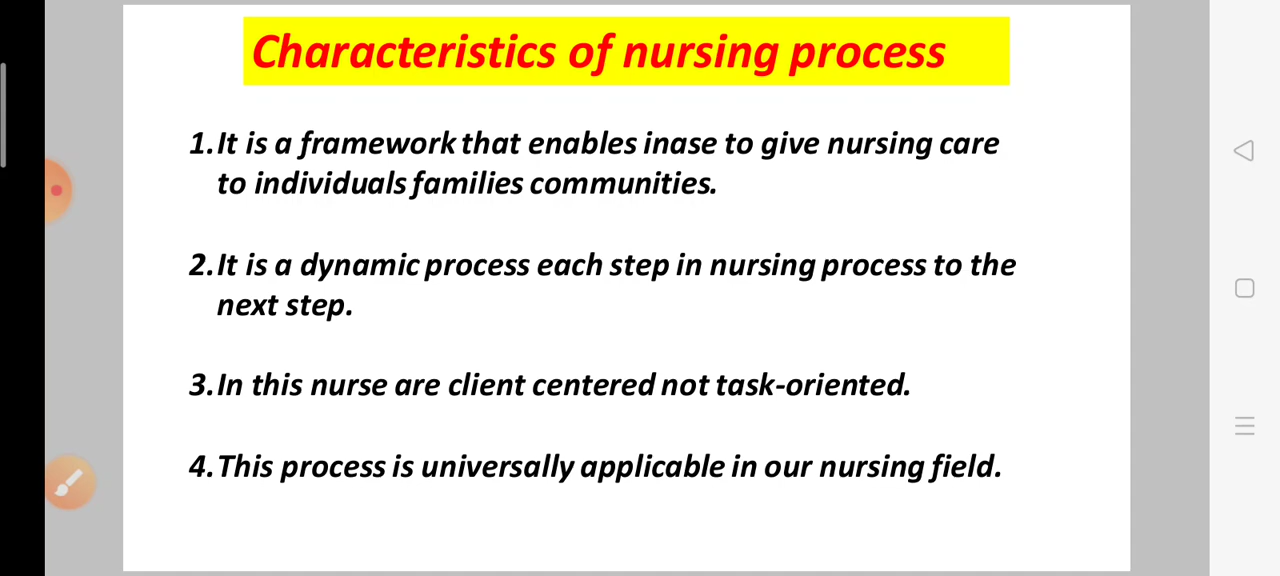 Characteristics of nursing process
1. It is a framework that enables inase to give nursing care
to individuals families communities.
2. It is a dynamic process each step in nursing process to the
next step.
3. In this nurse are client centered not task-oriented.
4. This process is universally applicable in our nursing field.